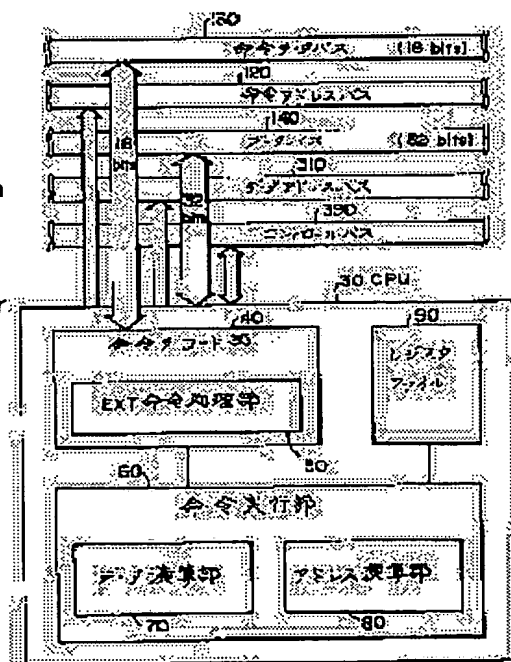 130
命令データバス (16 bits)
120
命令アドレスバス
140
データバス (32 bits)
310
データアドレスバス
390
コントロールバス
16
bits
32
bits
30 CPU
40
命令デコード部
EXT命令処理部
50
90
レジスタ
ファイル
60
命令実行部
データ演算部
70
アドレス演算部
80